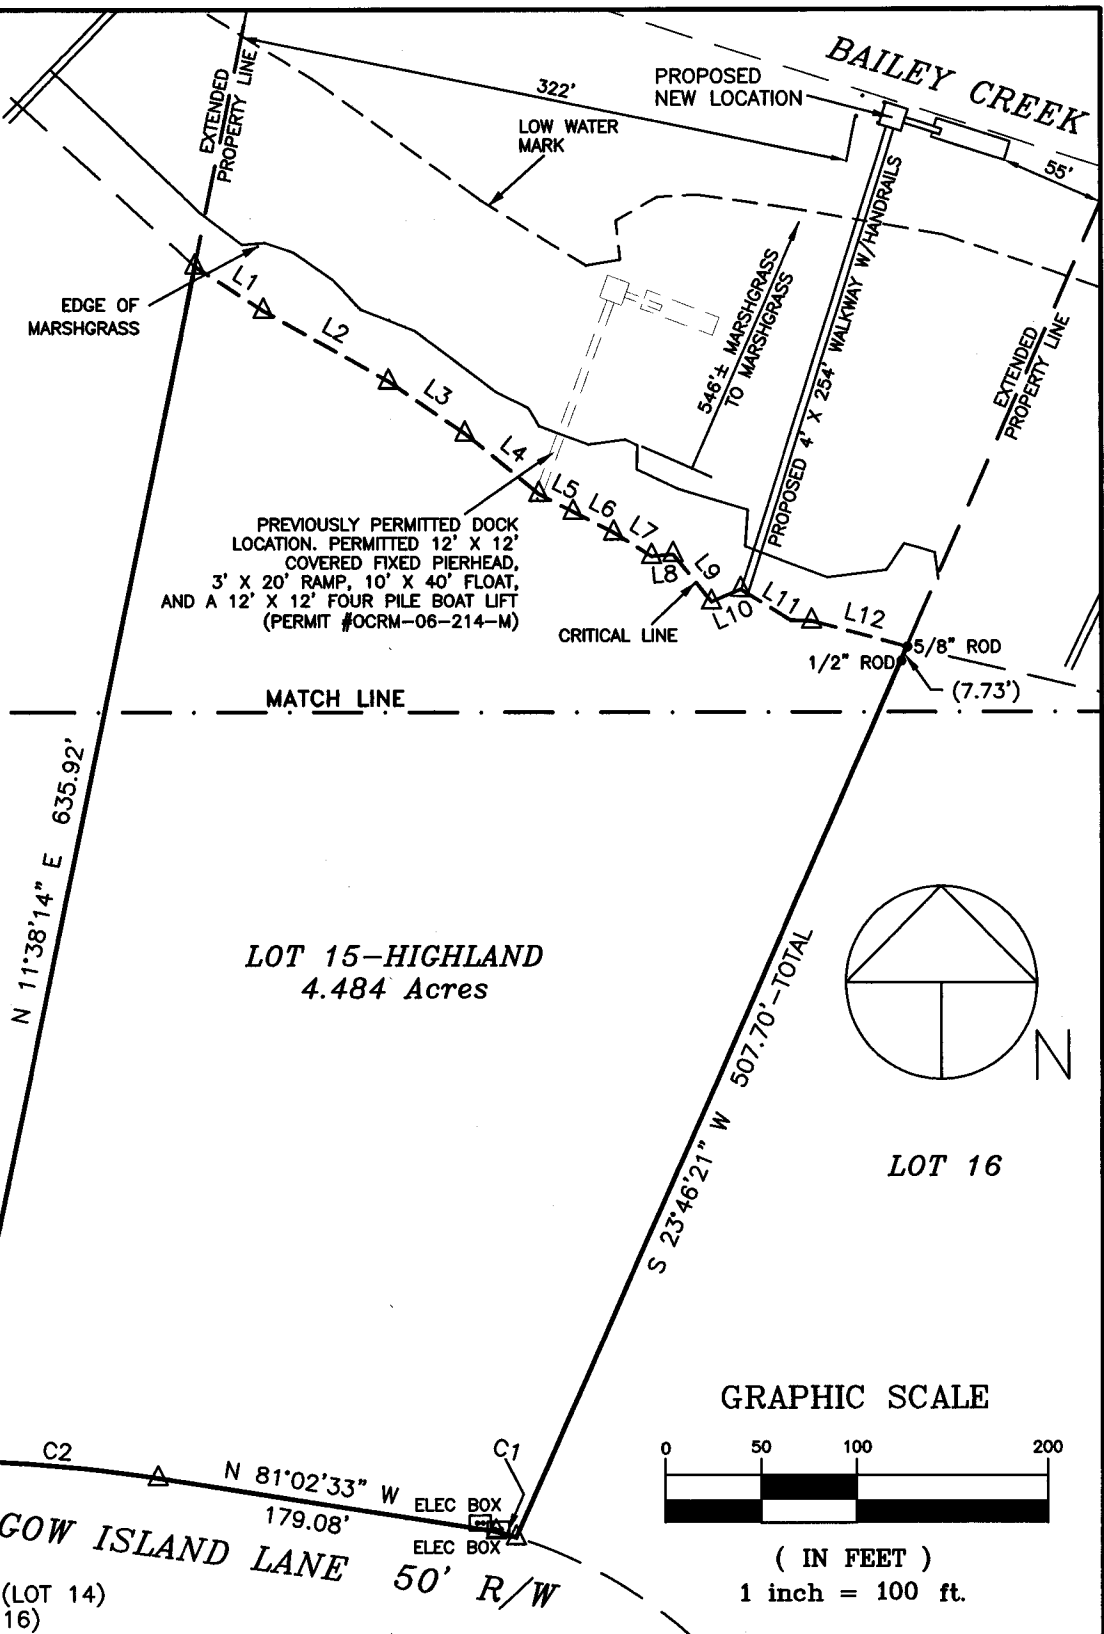 BAILEY CREEK
PROPOSED
NEW LOCATION
322'
LOW WATER
MARK
EXTENDED
PROPERTY LINE
55'
EDGE OF
MARSHGRASS
L1
L2
L3
L4
L5
L6
L7
L8
L9
L10
L11
L12
546'± MARSHGRASS
TO MARSHGRASS
PROPOSED 4' X 254' WALKWAY W/HANDRAILS
EXTENDED
PROPERTY LINE
PREVIOUSLY PERMITTED DOCK
LOCATION. PERMITTED 12' X 12'
COVERED FIXED PIERHEAD,
3' X 20' RAMP, 10' X 40' FLOAT,
AND A 12' X 12' FOUR PILE BOAT LIFT
(PERMIT #OCRM-06-214-M)
CRITICAL LINE
5/8" ROD
1/2" ROD
(7.73')
MATCH LINE
N 11°38'14" E 635.92'
LOT 15-HIGHLAND
4.484 Acres
S 23°46'21" W 507.70'-TOTAL
N
LOT 16
GRAPHIC SCALE
0 50 100 200
( IN FEET )
1 inch = 100 ft.
C2
N 81°02'33" W
179.08'
C1
ELEC BOX
ELEC BOX
GOW ISLAND LANE 50' R/W
(LOT 14)
16)